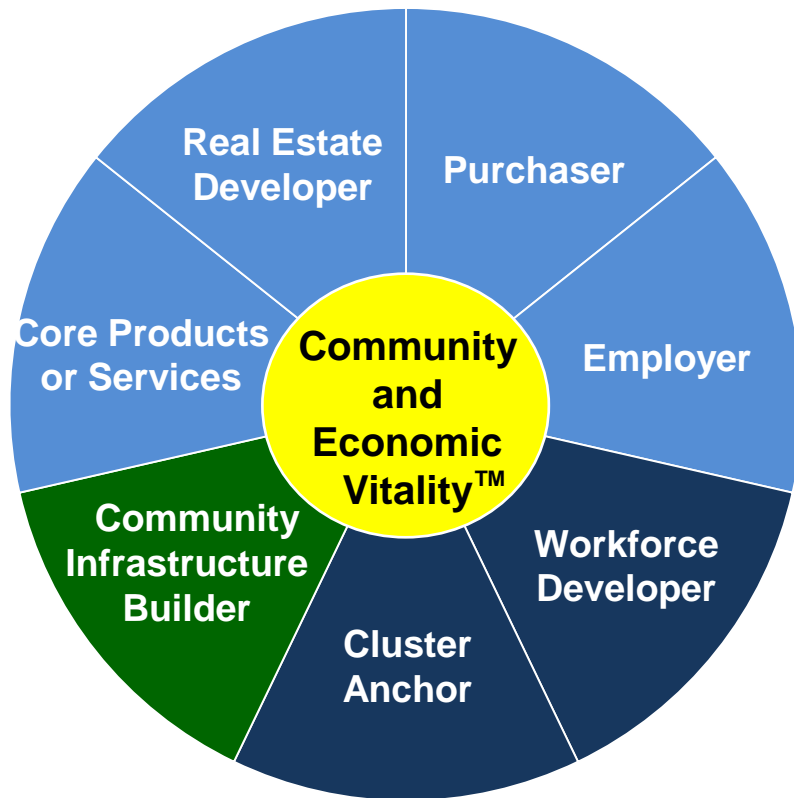 Real Estate
Developer
Purchaser
Core Products
or Services
Community
and
Economic
Vitality™
Employer
Community
Infrastructure
Builder
Workforce
Developer
Cluster
Anchor